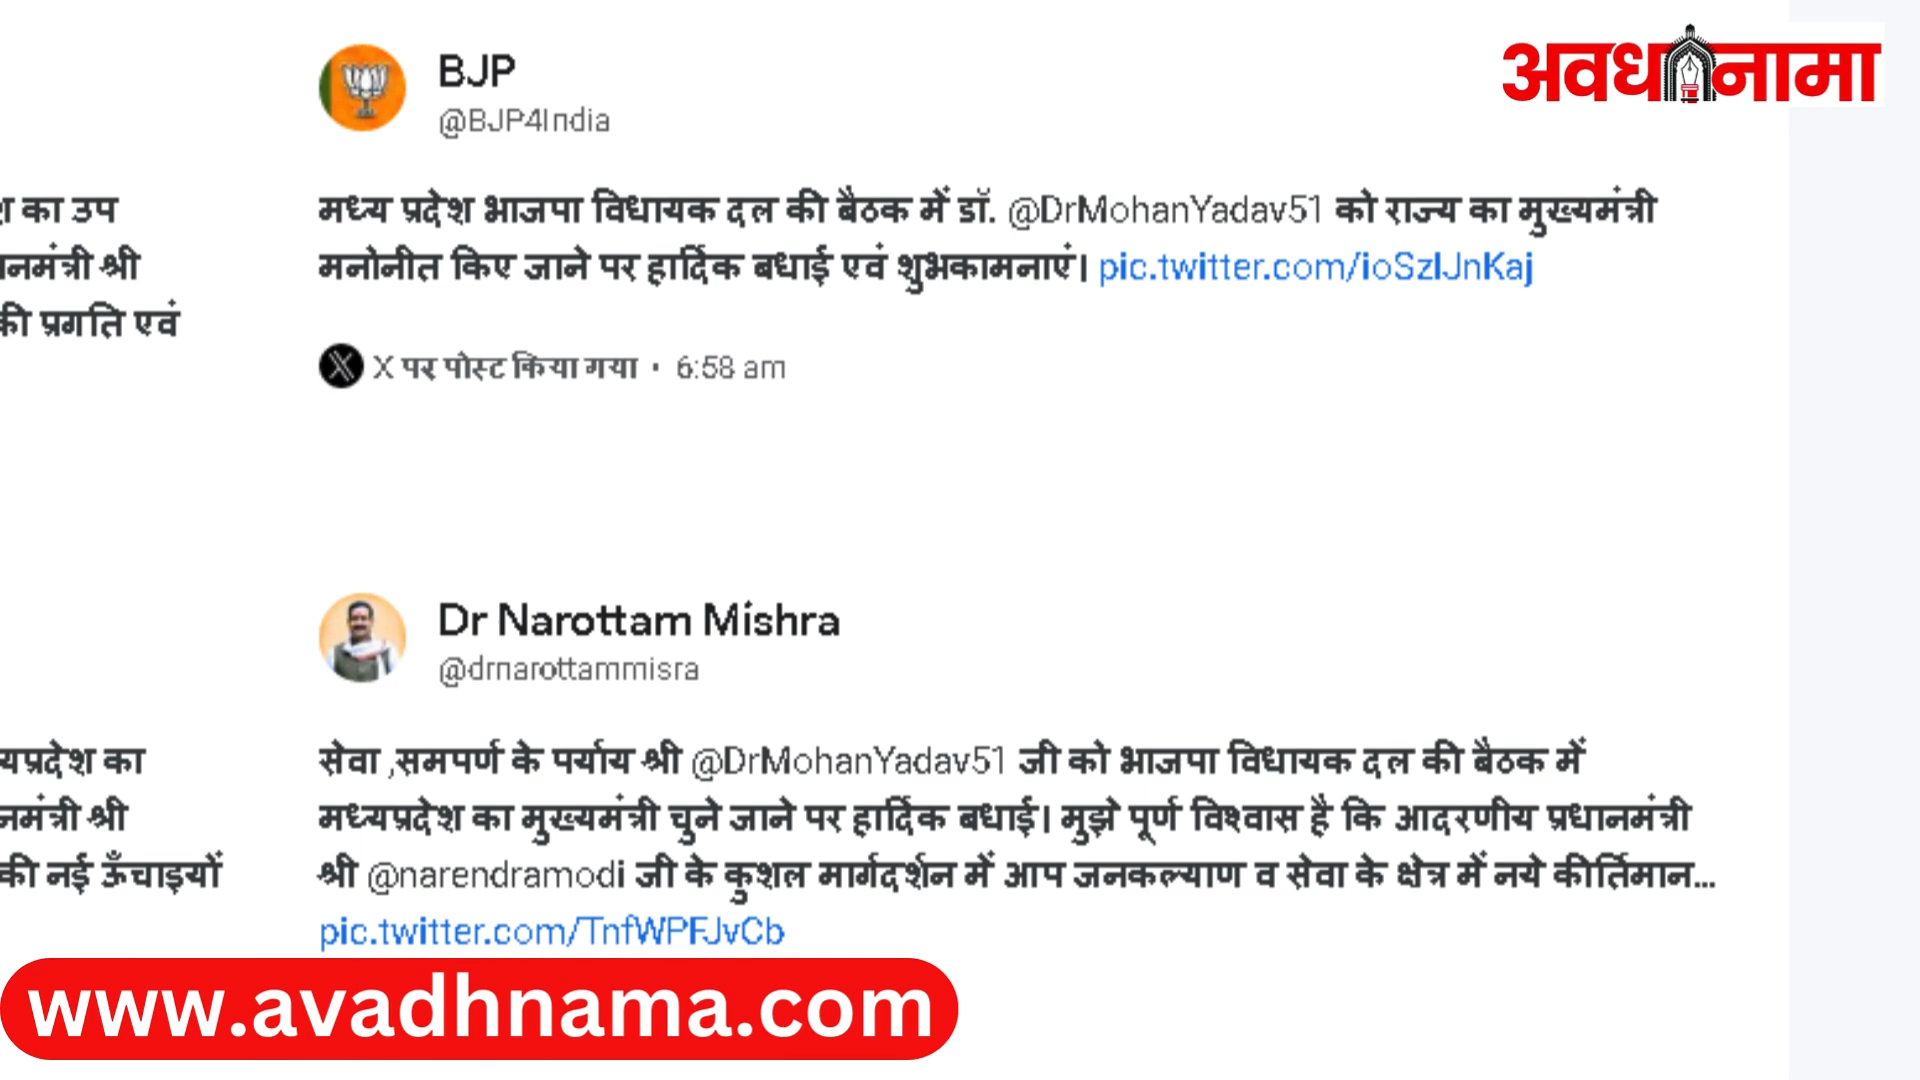 अवधनामा
BJP
@BJP4India
श का उप
नमंत्री श्री
की प्रगति एवं
मध्य प्रदेश भाजपा विधायक दल की बैठक में डॉ. @DrMohanYadav51 को राज्य का मुख्यमंत्री
मनोनीत किए जाने पर हार्दिक बधाई एवं शुभकामनाएं। pic.twitter.com/ioSzIJnKaj
X पर पोस्ट किया गया · 6:58 am
Dr Narottam Mishra
@drnarottammisra
यप्रदेश का
नमंत्री श्री
की नई ऊँचाइयों
सेवा ,समपर्ण के पर्याय श्री @DrMohanYadav51 जी को भाजपा विधायक दल की बैठक में
मध्यप्रदेश का मुख्यमंत्री चुने जाने पर हार्दिक बधाई। मुझे पूर्ण विश्वास है कि आदरणीय प्रधानमंत्री
श्री @narendramodi जी के कुशल मार्गदर्शन में आप जनकल्याण व सेवा के क्षेत्र में नये कीर्तिमान...
pic.twitter.com/TnfWPFJvCb
www.avadhnama.com